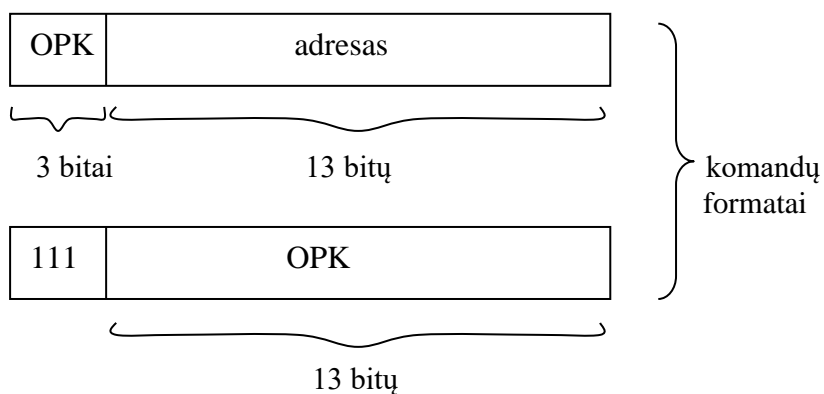 OPK adresas
3 bitai 13 bitų
komandų
formatai
111 OPK
13 bitų